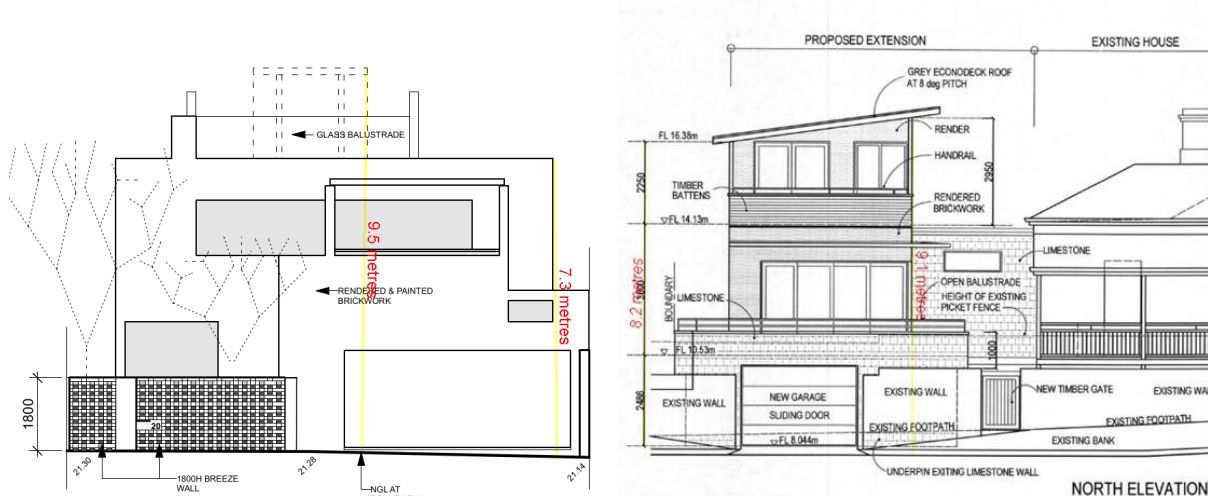 GLASS BALUSTRADE
9.5 metres
7.3 metres
RENDERED & PAINTED
BRICKWORK
1800
20
21.30
21.28
21.14
1800H BREEZE
WALL
NGL AT
PROPOSED EXTENSION
EXISTING HOUSE
GREY ECONODECK ROOF
AT 8 deg PITCH
FL 16.38m
RENDER
HANDRAIL
2250
2950
TIMBER
BATTENS
RENDERED
BRICKWORK
FL 14.13m
LIMESTONE
8.2 metres
9.1 metres
BOUNDARY
LIMESTONE
OPEN BALUSTRADE
HEIGHT OF EXISTING
PICKET FENCE
FL 10.53m
1000
2486
EXISTING WALL
NEW GARAGE
SLIDING DOOR
EXISTING WALL
NEW TIMBER GATE
EXISTING WA
EXISTING FOOTPATH
EXISTING FOOTPATH
FL 8.044m
EXISTING BANK
UNDERPIN EXITING LIMESTONE WALL
NORTH ELEVATION